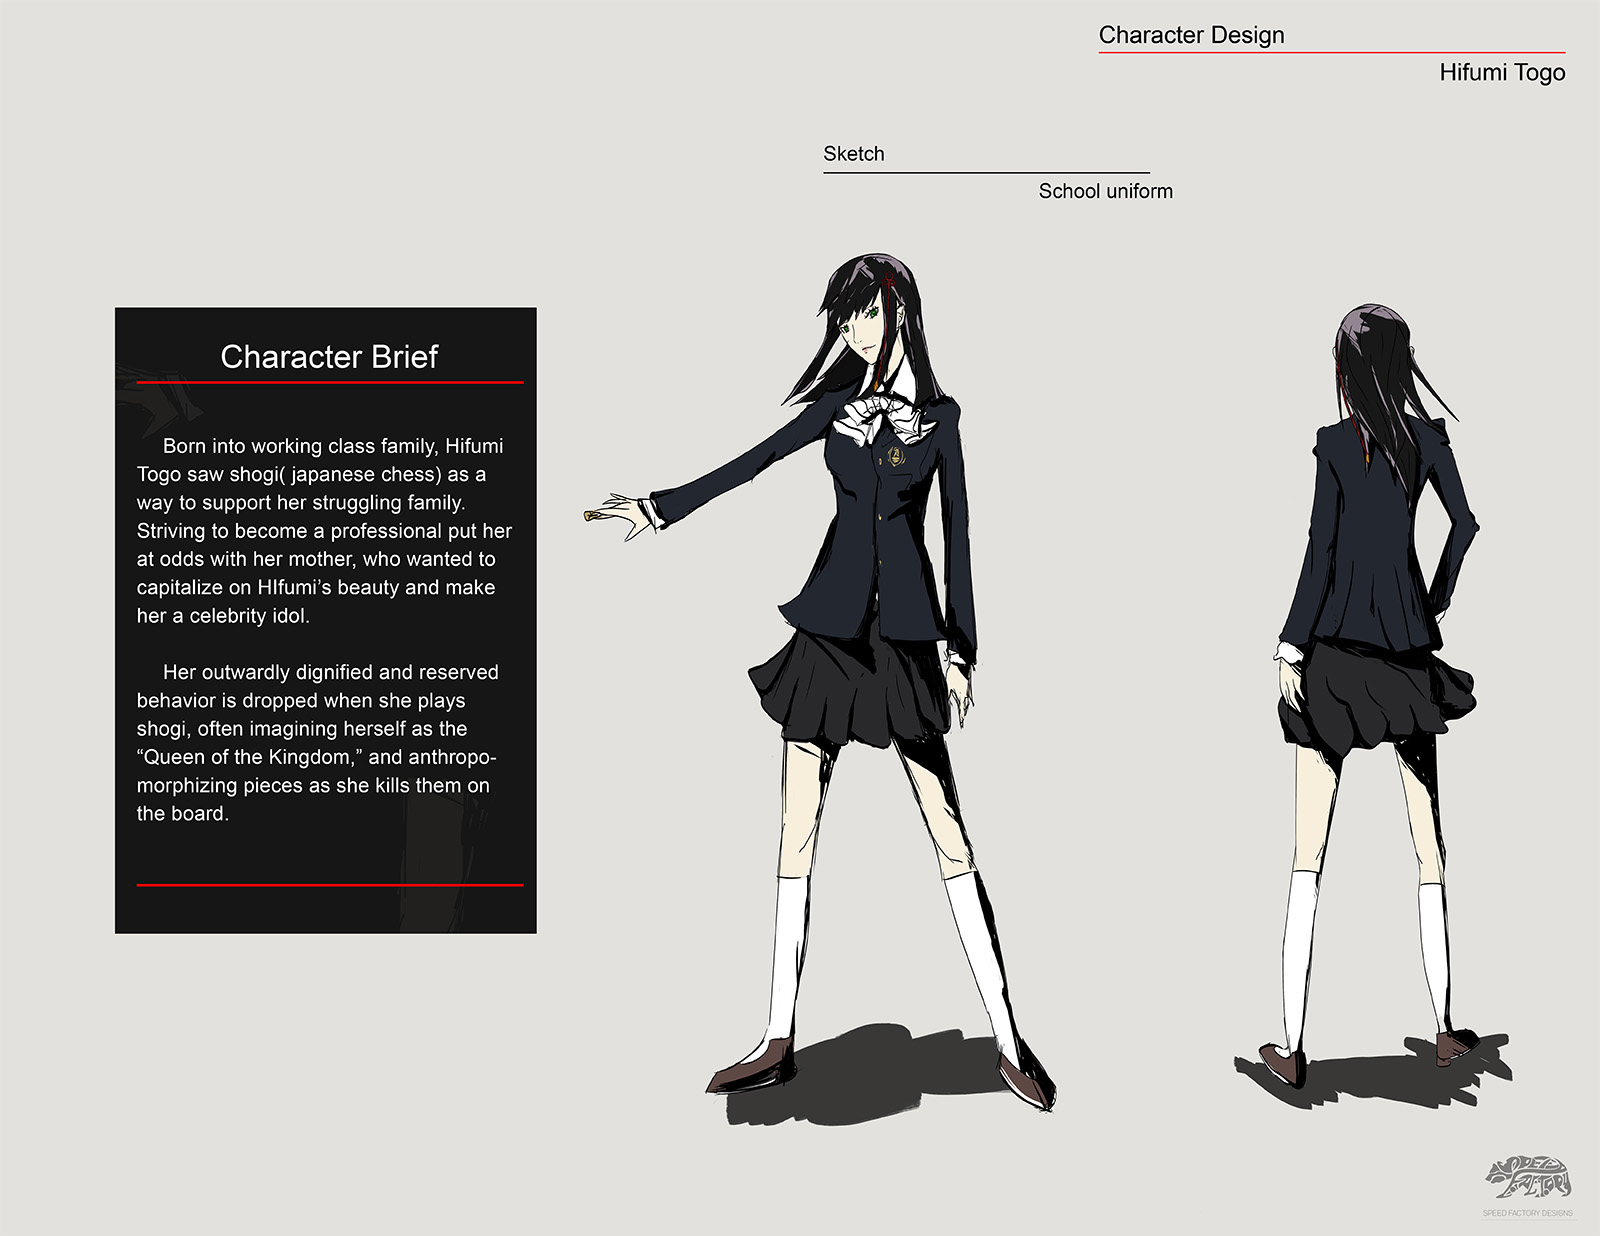 Character Design
Hifumi Togo
Sketch
School uniform
Character Brief
Born into working class family, Hifumi
Togo saw shogi( japanese chess) as a
way to support her struggling family.
Striving to become a professional put her
at odds with her mother, who wanted to
capitalize on HIfumi’s beauty and make
her a celebrity idol.
Her outwardly dignified and reserved
behavior is dropped when she plays
shogi, often imagining herself as the
“Queen of the Kingdom,” and anthropo-
morphizing pieces as she kills them on
the board.
SPEED FACTORY
SPEED FACTORY DESIGNS